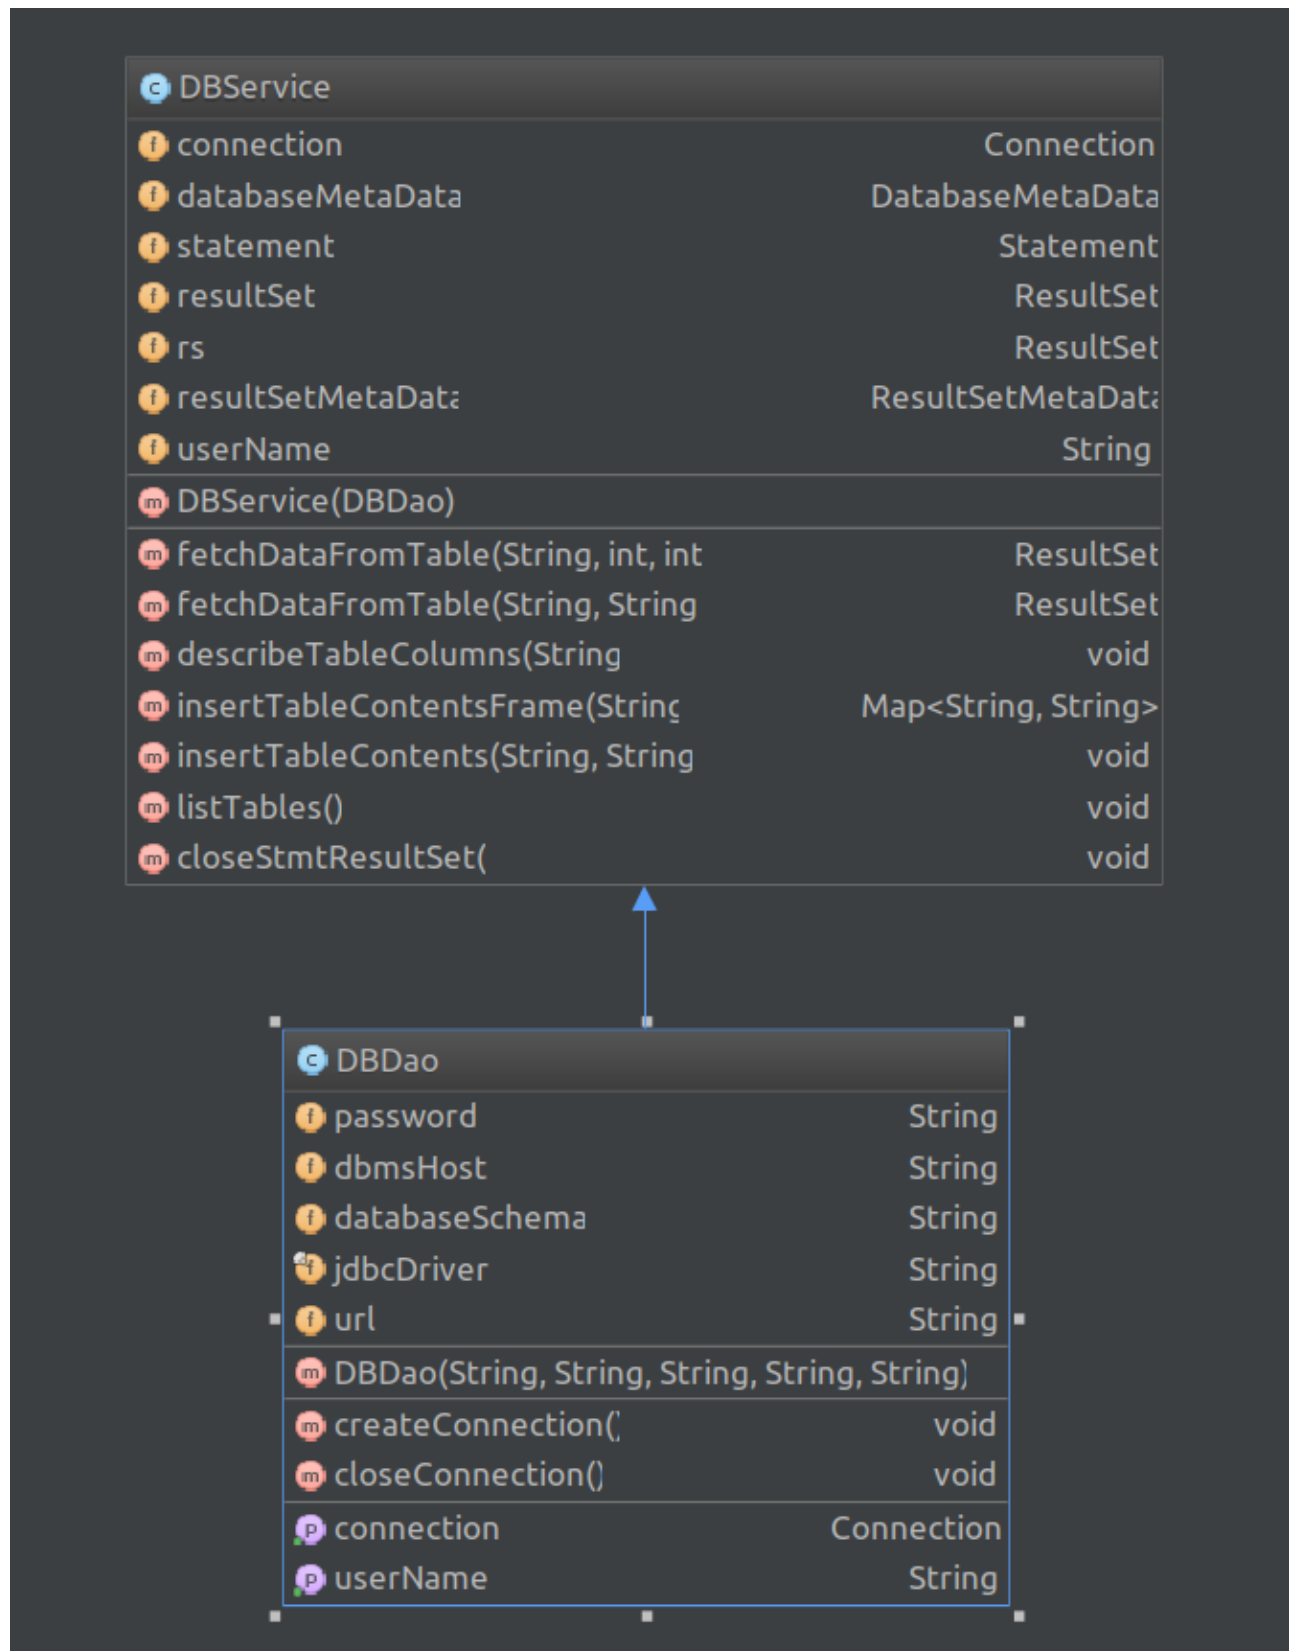 DBService
connection Connection
databaseMetaData DatabaseMetaData
statement Statement
resultSet ResultSet
rs ResultSet
resultSetMetaData ResultSetMetaData
userName String
DBService(DBDao)
fetchDataFromTable(String, int, int ResultSet
fetchDataFromTable(String, String ResultSet
describeTableColumns(String void
insertTableContentsFrame(String Map<String, String>
insertTableContents(String, String void
listTables() void
closeStmtResultSet( void
DBDao
password String
dbmsHost String
databaseSchema String
jdbcDriver String
url String
DBDao(String, String, String, String, String)
createConnection() void
closeConnection() void
connection Connection
userName String